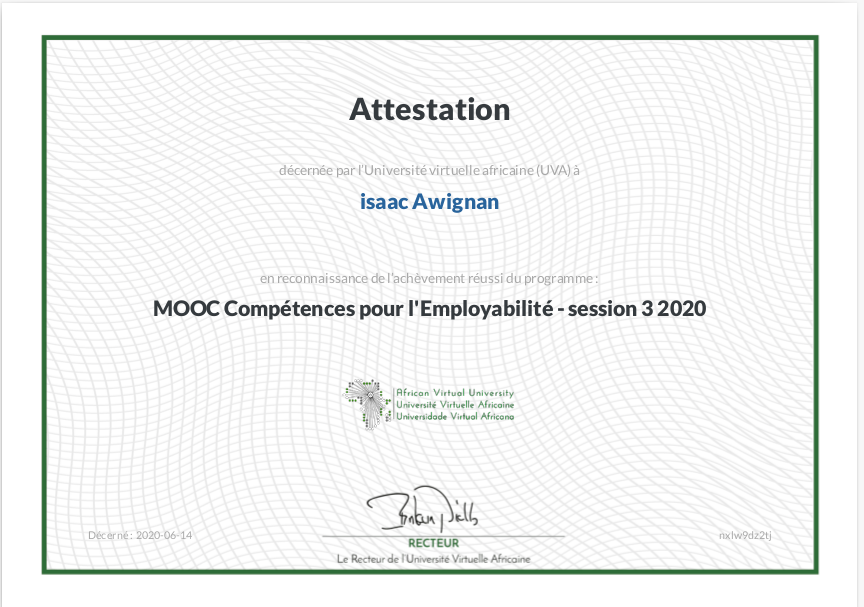 Attestation
décernée par l'Université virtuelle africaine (UVA) à
isaac Awignan
en reconnaissance de l'achèvement réussi du programme :
MOOC Compétences pour l'Employabilité - session 3 2020
African Virtual University
Université Virtuelle Africaine
Universidade Virtual Africana
Décerné : 2020-06-14
nxlw9dz2tj
RECTEUR
Le Recteur de l'Université Virtuelle Africaine